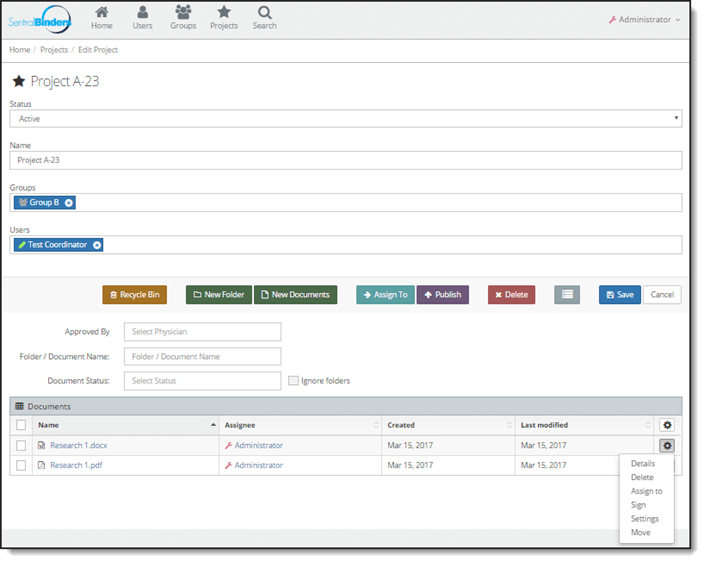 SentralBinders
Home Users Groups Projects Search
Administrator
Home / Projects / Edit Project
Project A-23
Status
Active
Name
Project A-23
Groups
Group B
Users
Test Coordinator
Recycle Bin New Folder New Documents Assign To Publish Delete Save Cancel
Approved By Select Physician
Folder / Document Name: Folder / Document Name
Document Status: Select Status Ignore folders
Documents
Name Assignee Created Last modified
Research 1.docx Administrator Mar 15, 2017 Mar 15, 2017
Research 1.pdf Administrator Mar 15, 2017 Mar 15, 2017
Details
Delete
Assign to
Sign
Settings
Move